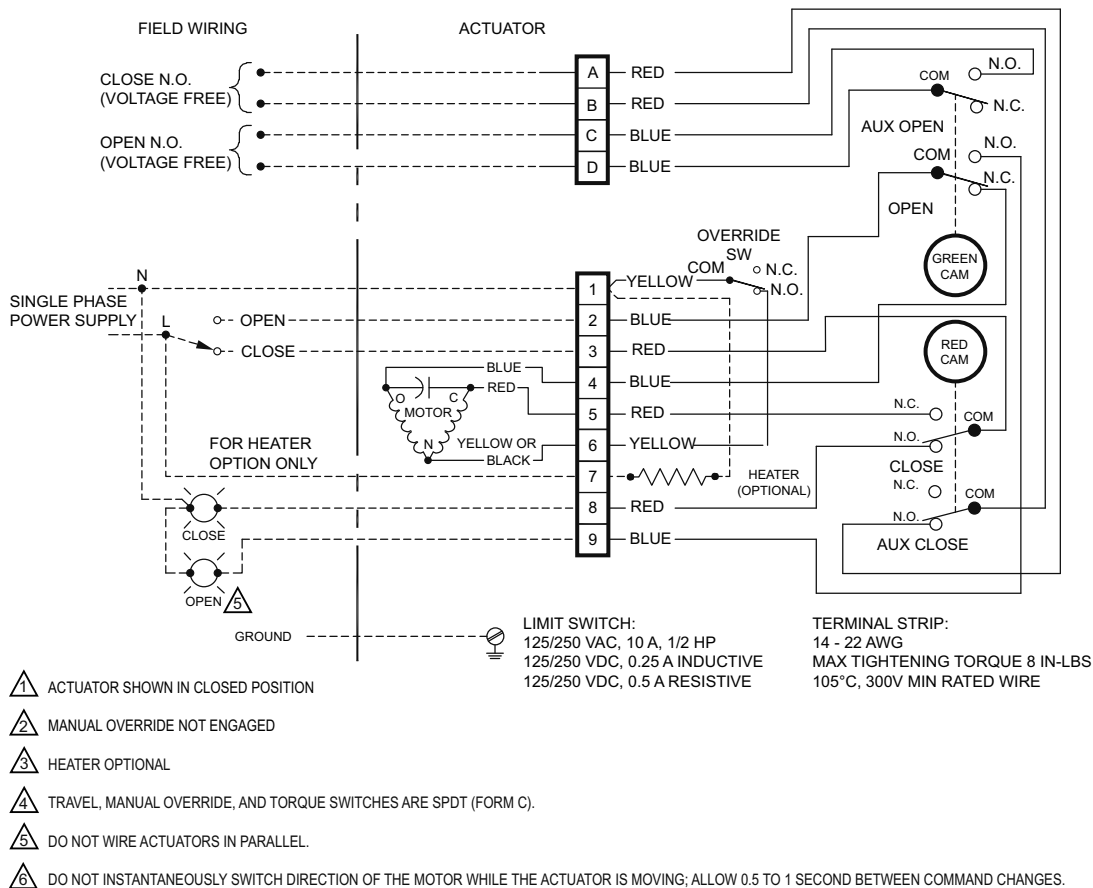 FIELD WIRING
ACTUATOR
CLOSE N.O.
(VOLTAGE FREE)
OPEN N.O.
(VOLTAGE FREE)
A RED
B RED
C BLUE
D BLUE
COM
N.O.
N.C.
AUX OPEN
COM
N.O.
N.C.
OPEN
GREEN
CAM
OVERRIDE
SW
COM
N.C.
N.O.
N
SINGLE PHASE
POWER SUPPLY
L
OPEN
CLOSE
1 YELLOW
2 BLUE
3 RED
4 BLUE
5 RED
6 YELLOW
7
8 RED
9 BLUE
RED
CAM
BLUE
RED
O C
MOTOR
N
YELLOW OR
BLACK
FOR HEATER
OPTION ONLY
HEATER
(OPTIONAL)
N.C.
COM
N.O.
CLOSE
N.C.
COM
N.O.
AUX CLOSE
CLOSE
OPEN
5
GROUND
LIMIT SWITCH:
125/250 VAC, 10 A, 1/2 HP
125/250 VDC, 0.25 A INDUCTIVE
125/250 VDC, 0.5 A RESISTIVE
TERMINAL STRIP:
14 - 22 AWG
MAX TIGHTENING TORQUE 8 IN-LBS
105°C, 300V MIN RATED WIRE
1 ACTUATOR SHOWN IN CLOSED POSITION
2 MANUAL OVERRIDE NOT ENGAGED
3 HEATER OPTIONAL
4 TRAVEL, MANUAL OVERRIDE, AND TORQUE SWITCHES ARE SPDT (FORM C).
5 DO NOT WIRE ACTUATORS IN PARALLEL.
6 DO NOT INSTANTANEOUSLY SWITCH DIRECTION OF THE MOTOR WHILE THE ACTUATOR IS MOVING; ALLOW 0.5 TO 1 SECOND BETWEEN COMMAND CHANGES.